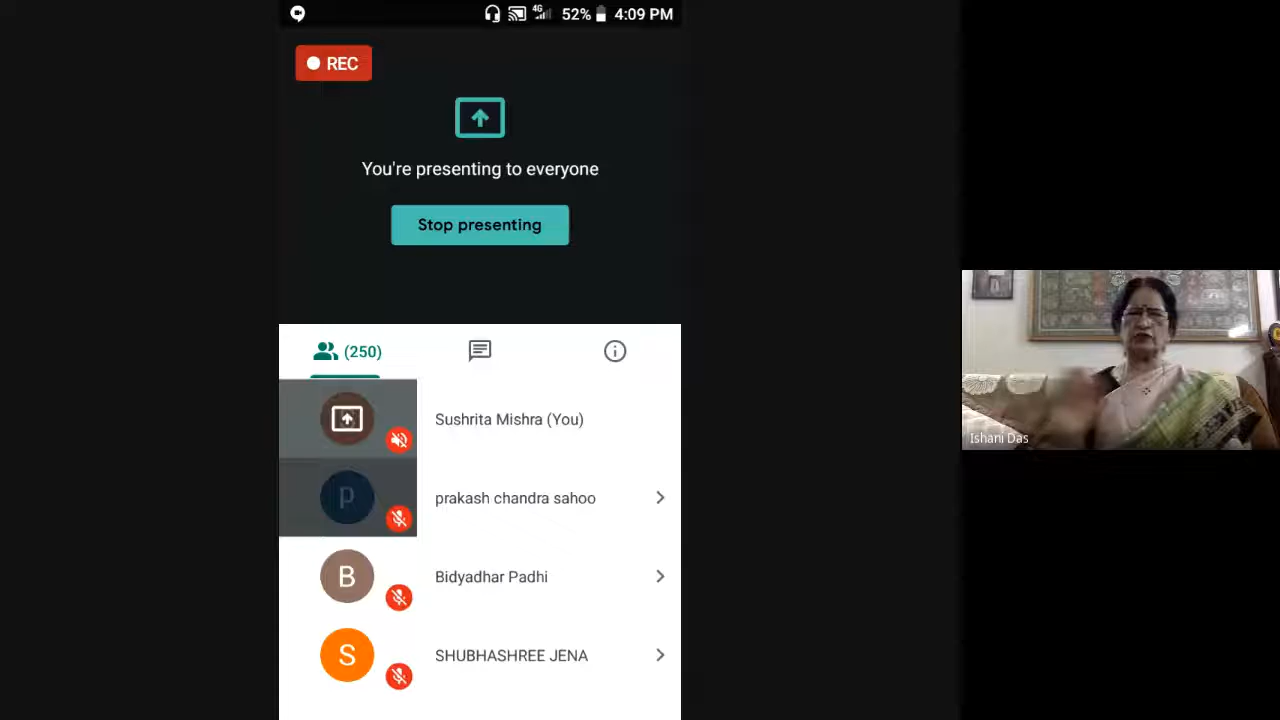 4G 52% 4:09 PM
REC
You're presenting to everyone
Stop presenting
(250)
Sushrita Mishra (You)
p
prakash chandra sahoo
B
Bidyadhar Padhi
S
SHUBHASHREE JENA
Ishani Das